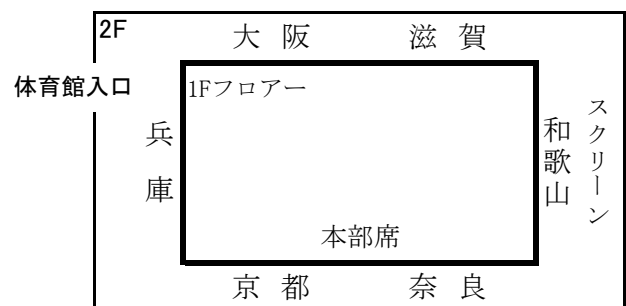 2F
大阪 滋賀
体育館入口
1Fフロアー
兵庫
和歌山
スクリーン
本部席
京都 奈良